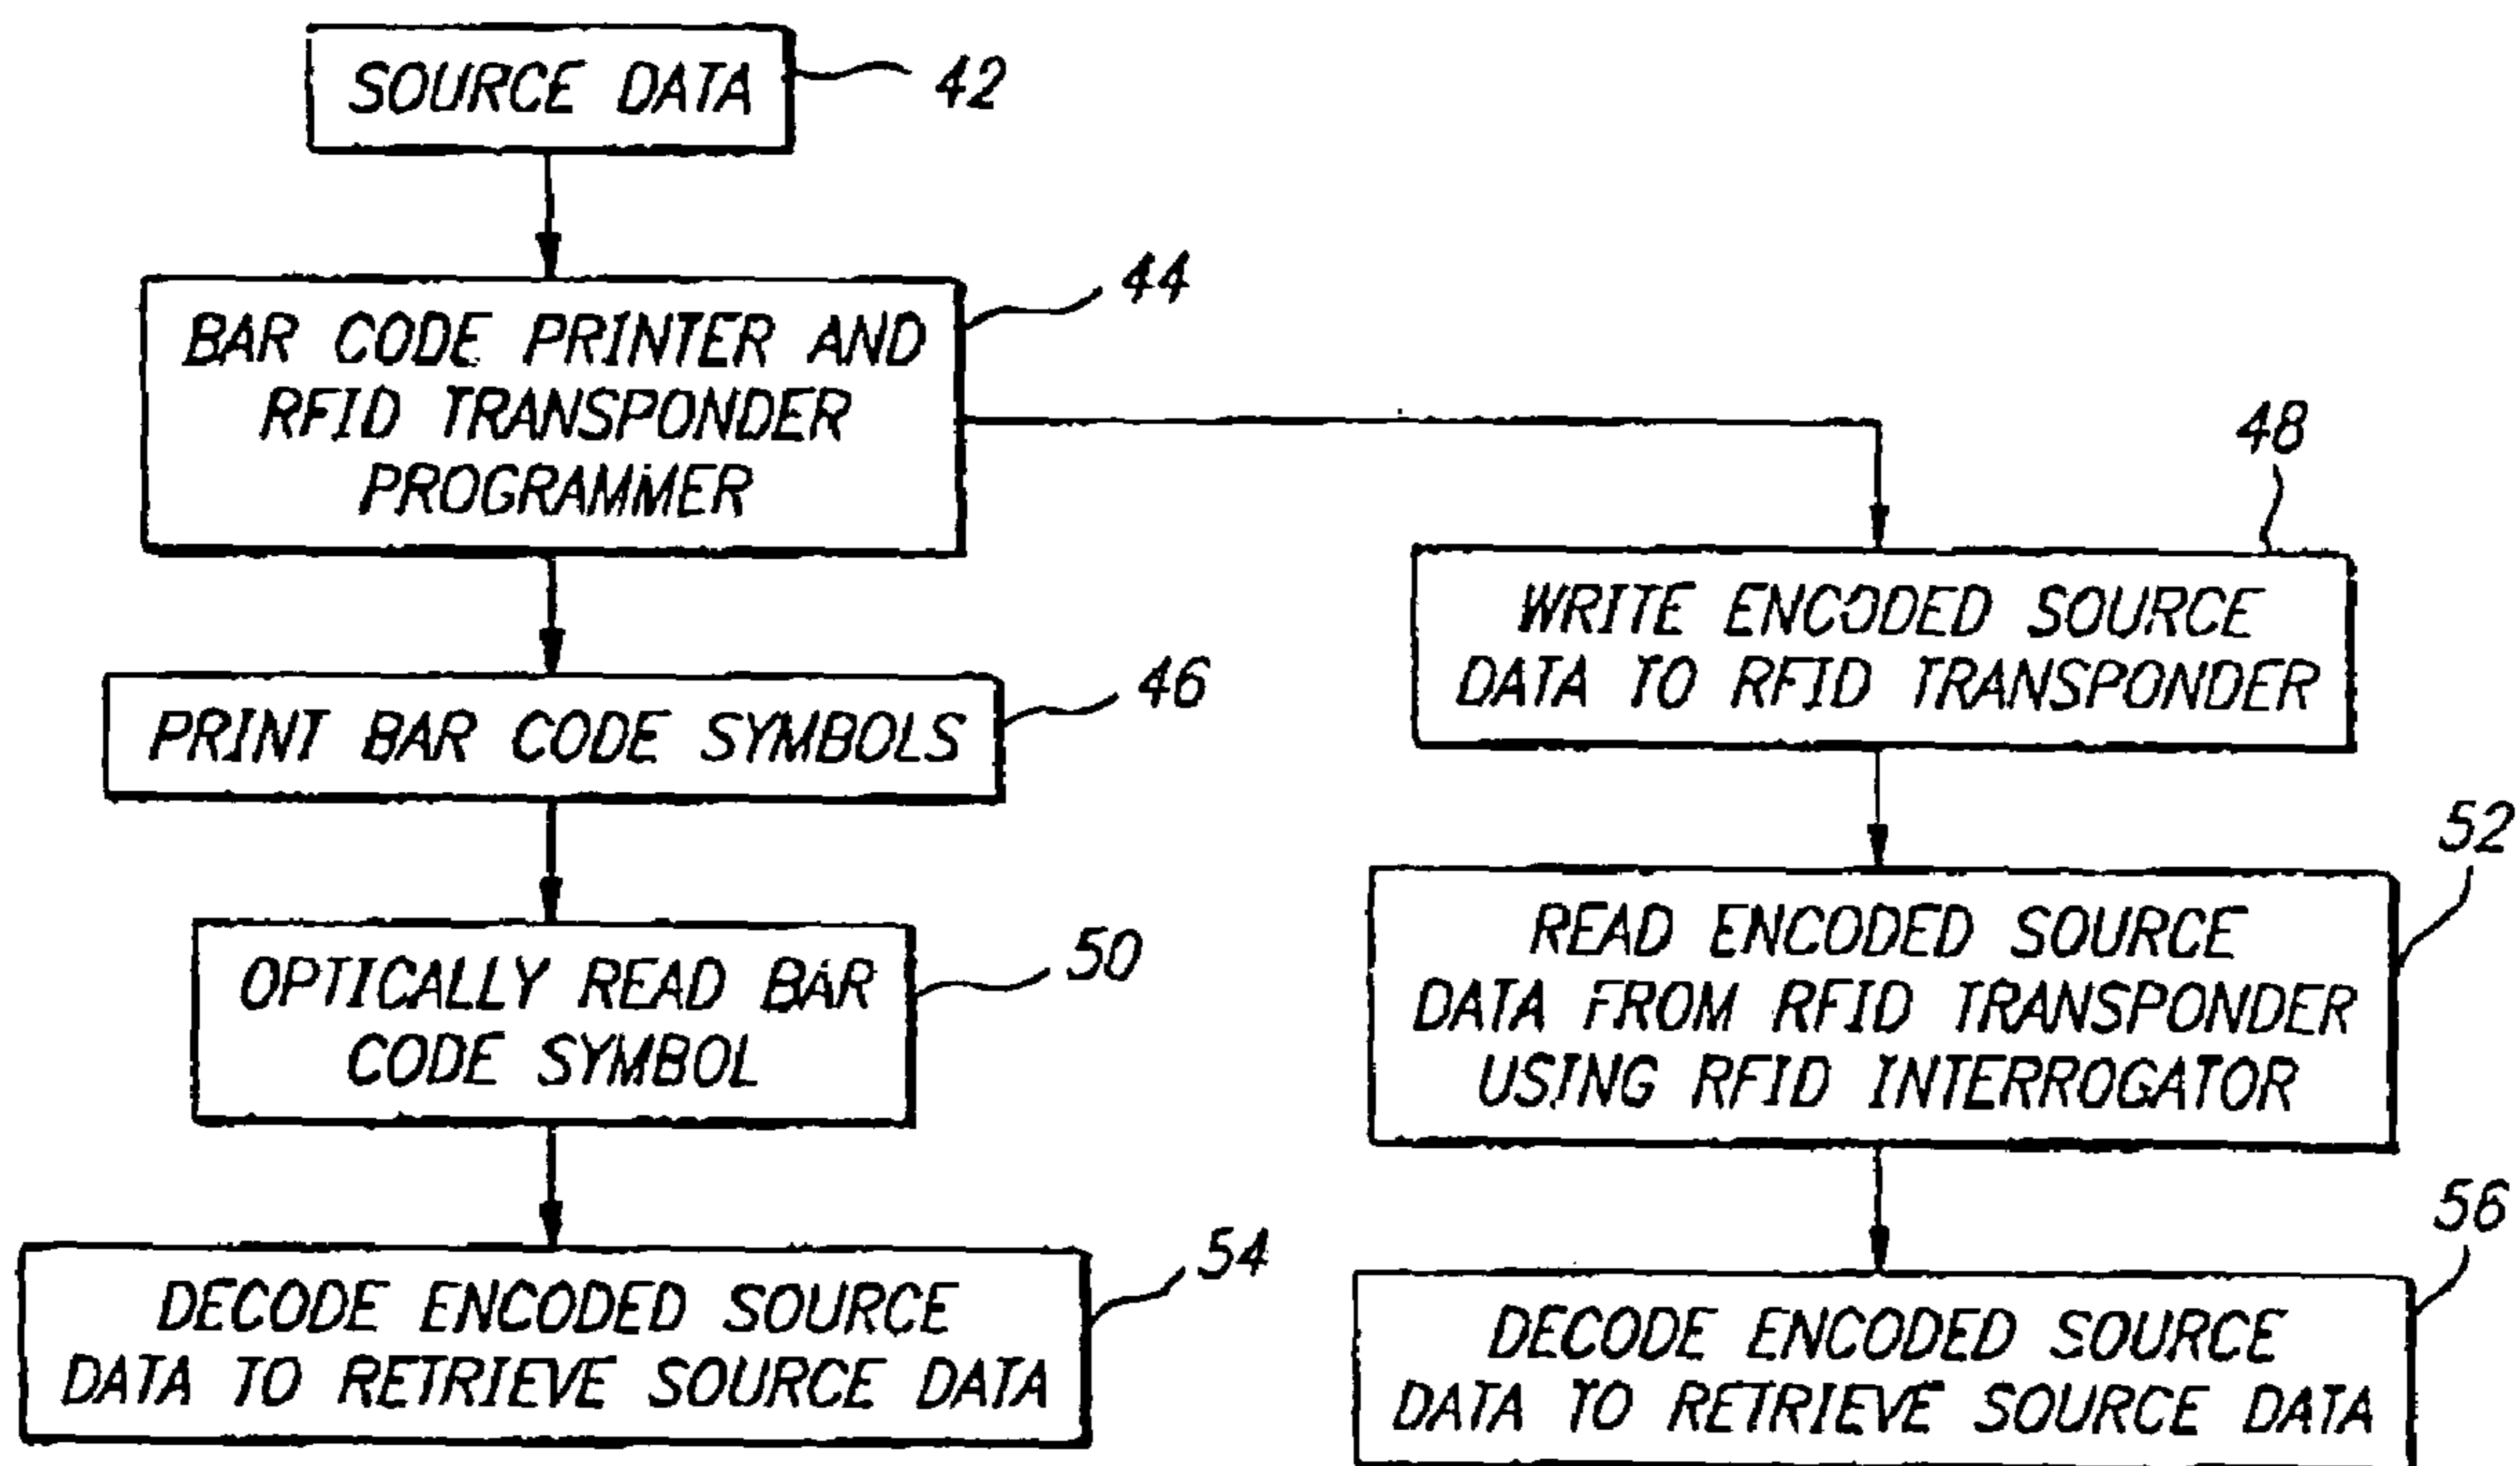 SOURCE DATA
42
BAR CODE PRINTER AND
RFID TRANSPONDER
PROGRAMMER
44
PRINT BAR CODE SYMBOLS
46
OPTICALLY READ BAR
CODE SYMBOL
50
DECODE ENCODED SOURCE
DATA TO RETRIEVE SOURCE DATA
54
48
WRITE ENCODED SOURCE
DATA TO RFID TRANSPONDER
52
READ ENCODED SOURCE
DATA FROM RFID TRANSPONDER
USING RFID INTERROGATOR
56
DECODE ENCODED SOURCE
DATA TO RETRIEVE SOURCE DATA